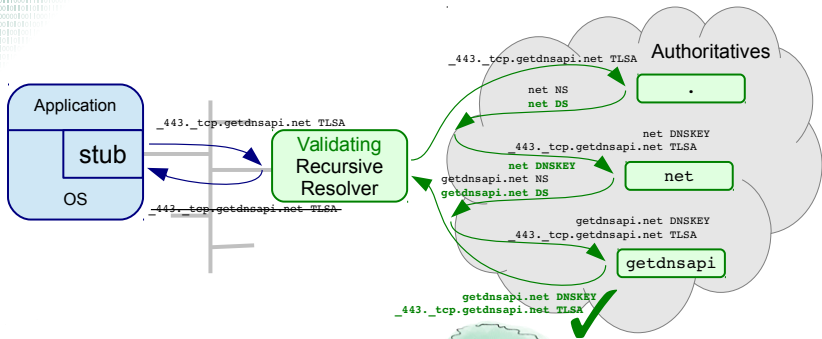 Application
stub
OS
_443._tcp.getdnsapi.net TLSA
_443._tcp.getdnsapi.net TLSA
Validating
Recursive
Resolver
Authoritatives
_443._tcp.getdnsapi.net TLSA
.
net NS
net DS
net DNSKEY
_443._tcp.getdnsapi.net TLSA
net
net DNSKEY
getdnsapi.net NS
getdnsapi.net DS
getdnsapi.net DNSKEY
_443._tcp.getdnsapi.net TLSA
getdnsapi
getdnsapi.net DNSKEY
_443._tcp.getdnsapi.net TLSA